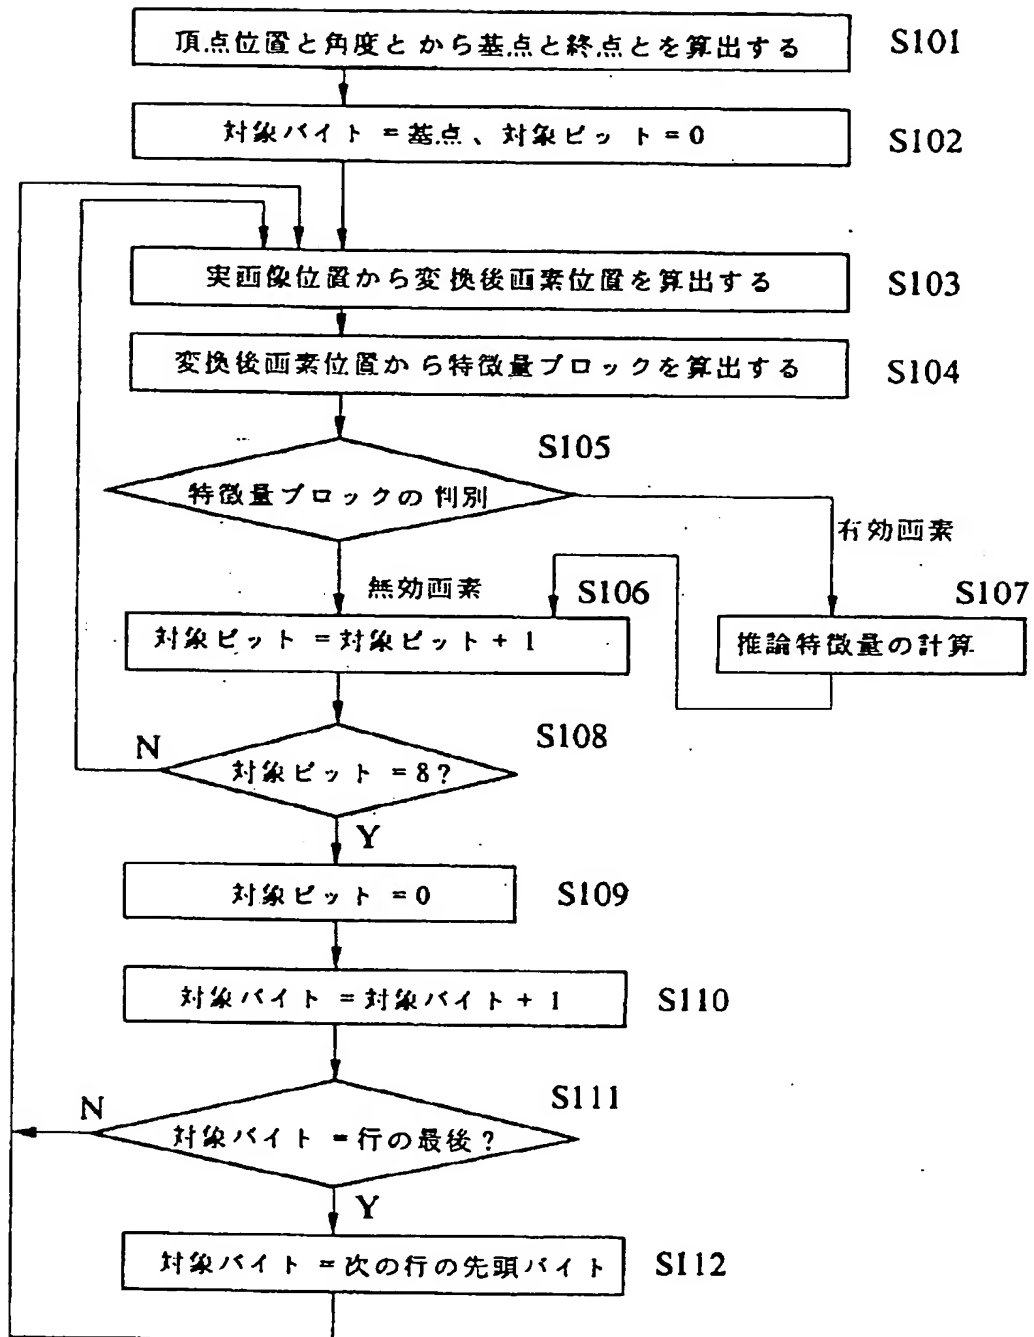 頂点位置と角度とから基点と終点とを算出する
S101
対象バイト=基点、対象ビット=0
S102
実画像位置から変換後画素位置を算出する
S103
変換後画素位置から特徴量ブロックを算出する
S104
S105
特徴量ブロックの判別
有効画素
無効画素
S106
S107
対象ビット=対象ビット+1
推論特徴量の計算
S108
N
対象ビット=8?
Y
対象ビット=0
S109
対象バイト=対象バイト+1
S110
S111
N
対象バイト=行の最後?
Y
対象バイト=次の行の先頭バイト
S112